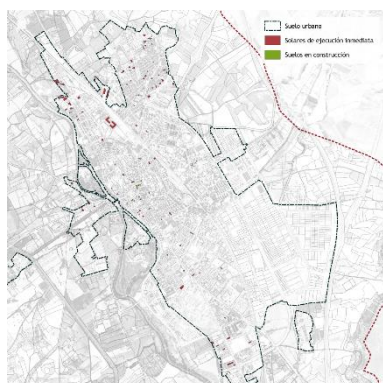 Suelo urbano
Solares de ejecución inmediata
Suelos en construcción